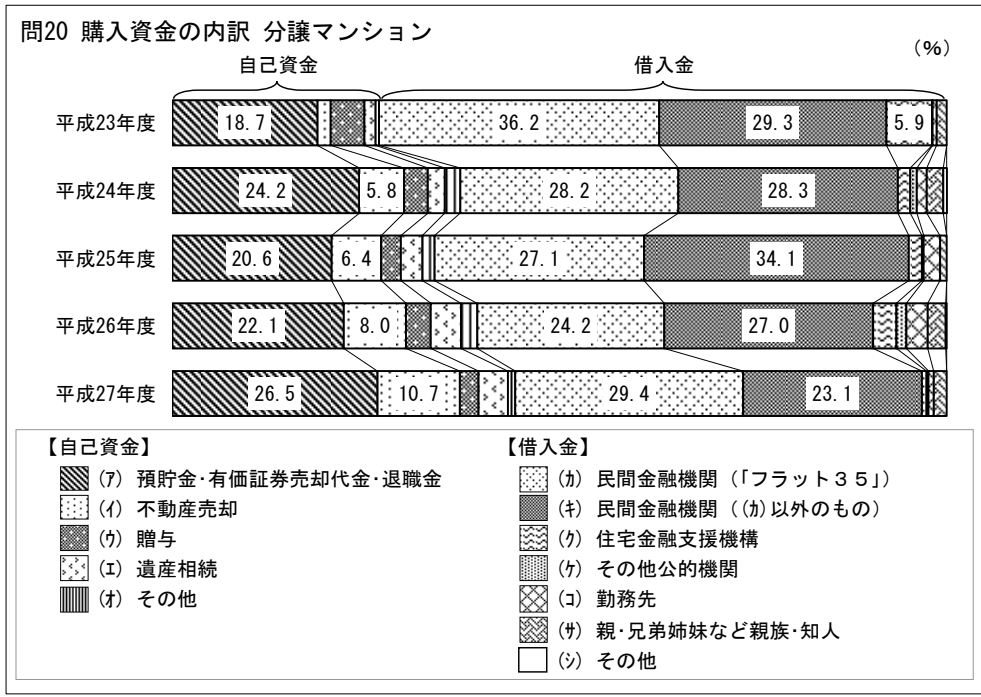 問20 購入資金の内訳 分譲マンション
(%)
自己資金 借入金
平成23年度 18.7 36.2 29.3 5.9
平成24年度 24.2 5.8 28.2 28.3
平成25年度 20.6 6.4 27.1 34.1
平成26年度 22.1 8.0 24.2 27.0
平成27年度 26.5 10.7 29.4 23.1
【自己資金】
(ｱ) 預貯金･有価証券売却代金･退職金
(ｲ) 不動産売却
(ｳ) 贈与
(ｴ) 遺産相続
(ｵ) その他
【借入金】
(ｶ) 民間金融機関（｢フラット３５｣）
(ｷ) 民間金融機関（(ｶ)以外のもの）
(ｸ) 住宅金融支援機構
(ｹ) その他公的機関
(ｺ) 勤務先
(ｻ) 親･兄弟姉妹など親族･知人
(ｼ) その他